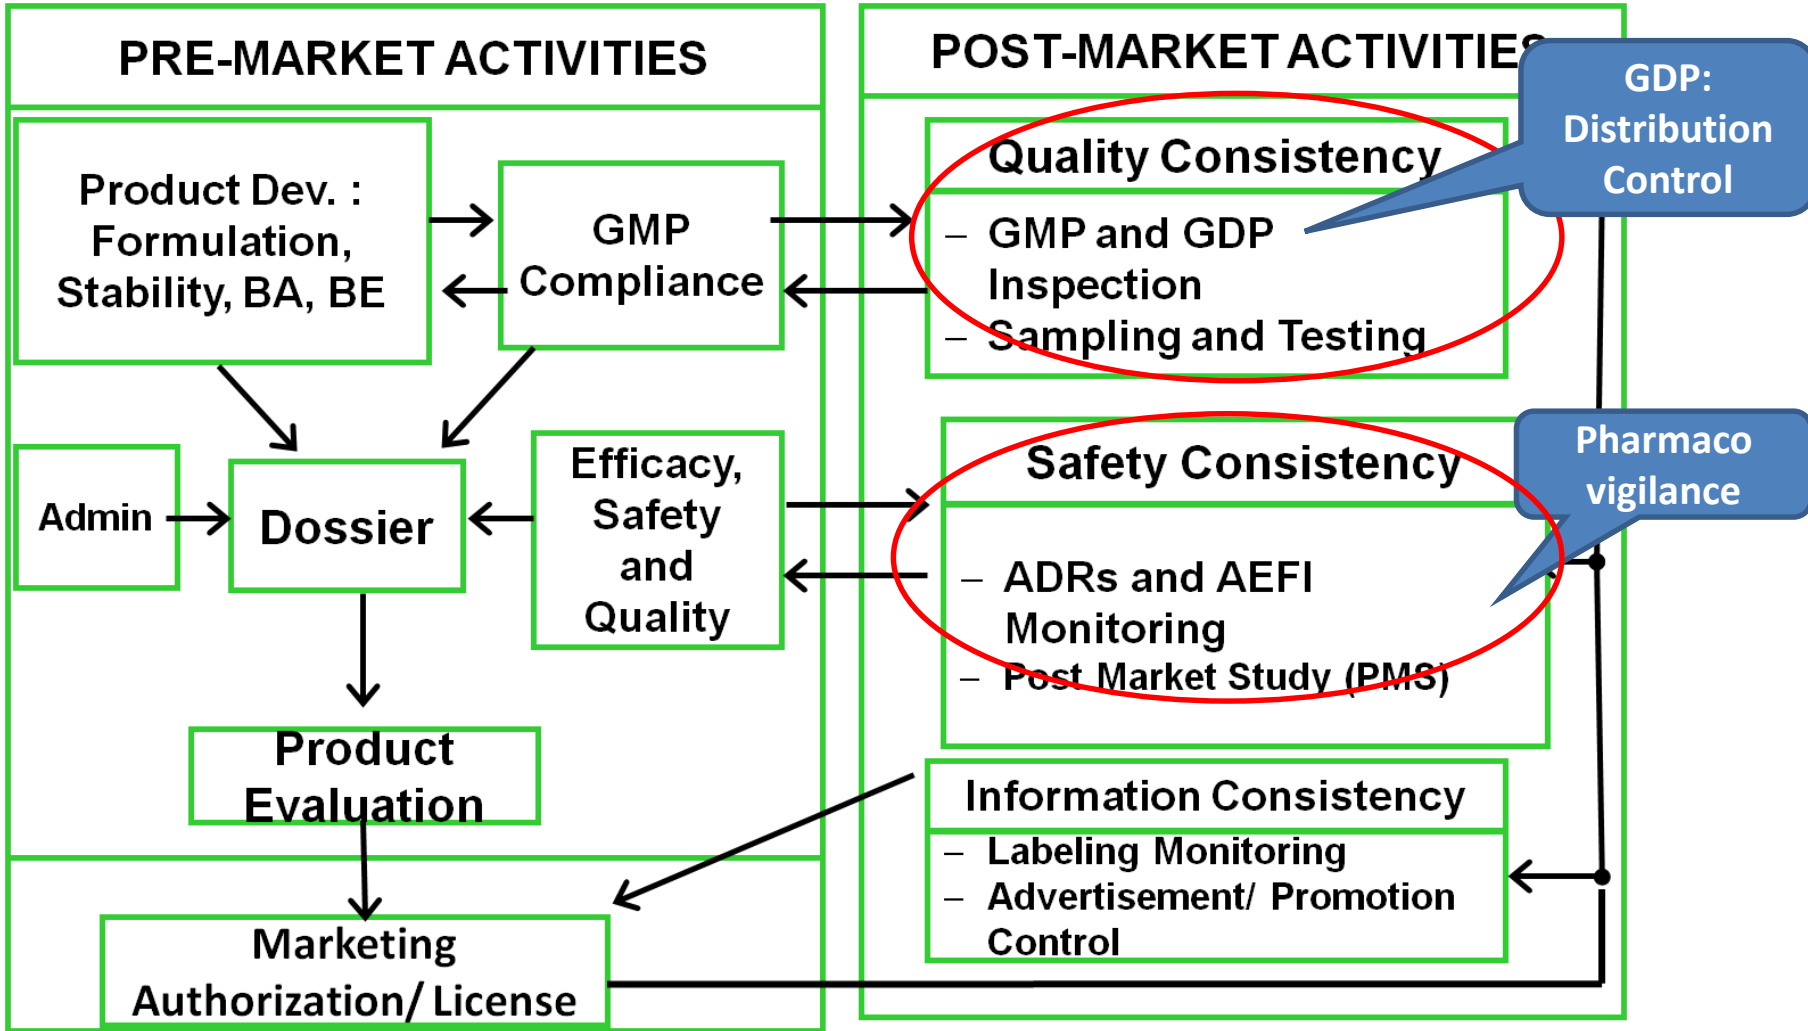 PRE-MARKET ACTIVITIES
Product Dev. :
Formulation,
Stability, BA, BE
GMP
Compliance
Admin
Dossier
Efficacy,
Safety
and
Quality
Product
Evaluation
Marketing
Authorization/ License
POST-MARKET ACTIVITIES
GDP:
Distribution
Control
Quality Consistency
– GMP and GDP
Inspection
– Sampling and Testing
Pharmaco
vigilance
Safety Consistency
– ADRs and AEFI
Monitoring
– Post Market Study (PMS)
Information Consistency
– Labeling Monitoring
– Advertisement/ Promotion
Control